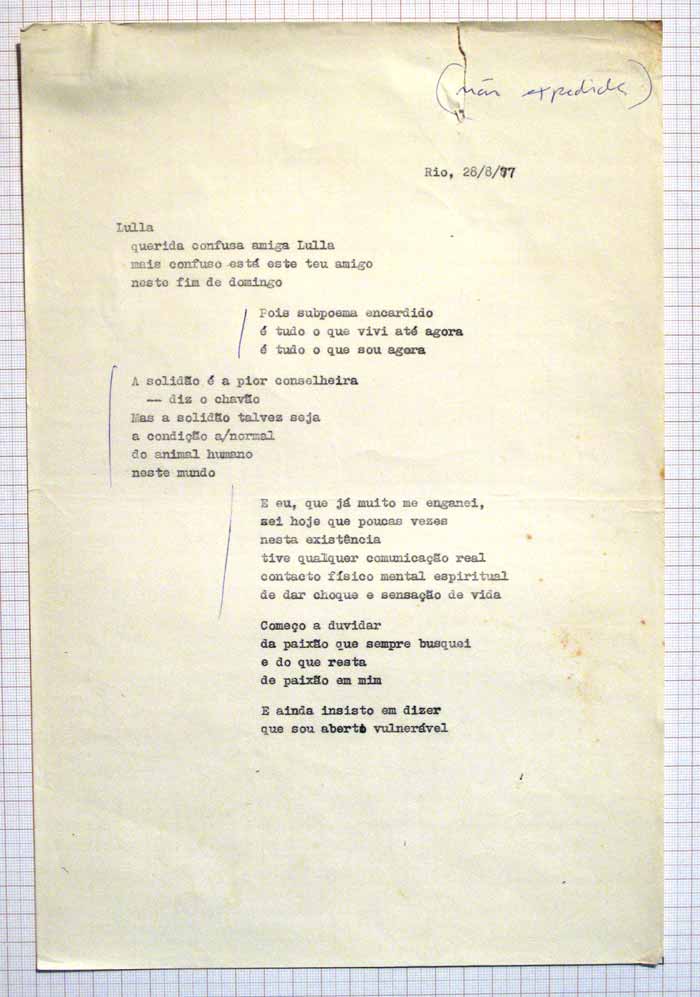 (não expedida)
Rio, 28/8/77
Lulla
querida confusa amiga Lulla
mais confuso está este teu amigo
neste fim de domingo
Pois subpoema encardido
é tudo o que vivi até agora
é tudo o que sou agora
A solidão é a pior conselheira
-- diz o chavão
Mas a solidão talvez seja
a condição a/normal
do animal humano
neste mundo
E eu, que já muito me enganei,
sei hoje que poucas vezes
nesta existência
tive qualquer comunicação real
contacto físico mental espiritual
de dar choque e sensação de vida
Começo a duvidar
da paixão que sempre busquei
e do que resta
de paixão em mim
E ainda insisto em dizer
que sou aberto vulnerável